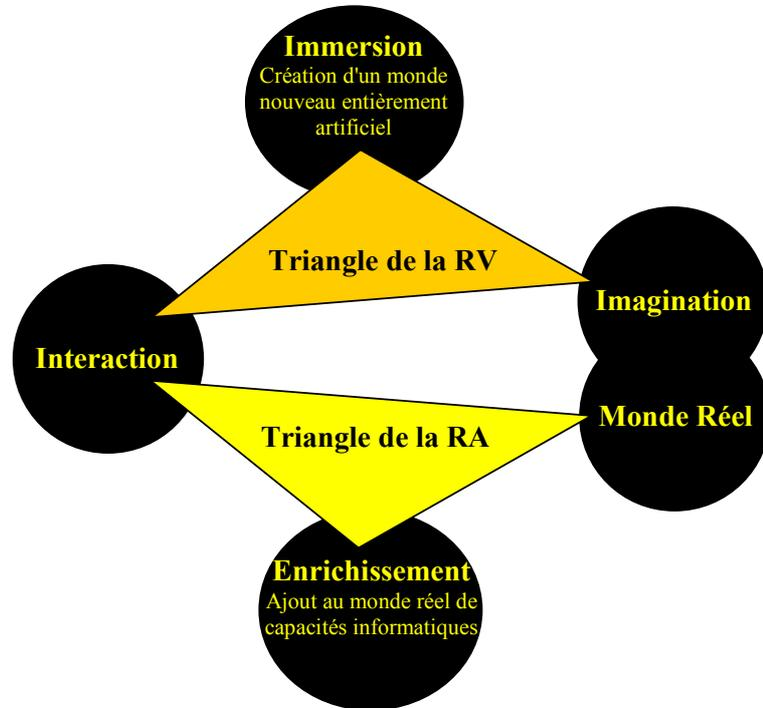 Immersion
Création d'un monde
nouveau entièrement
artificiel
Triangle de la RV
Imagination
Interaction
Monde Réel
Triangle de la RA
Enrichissement
Ajout au monde réel de
capacités informatiques